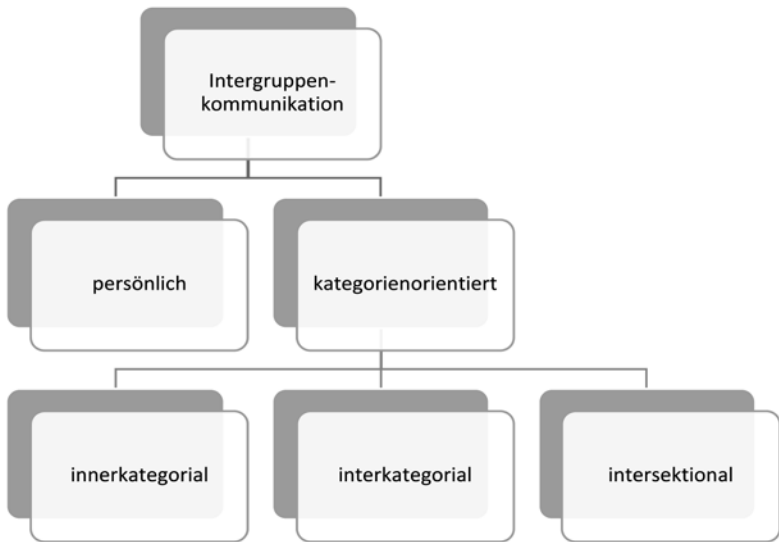 Intergruppen-
kommunikation
persönlich
kategorienorientiert
innerkategorial
interkategorial
intersektional